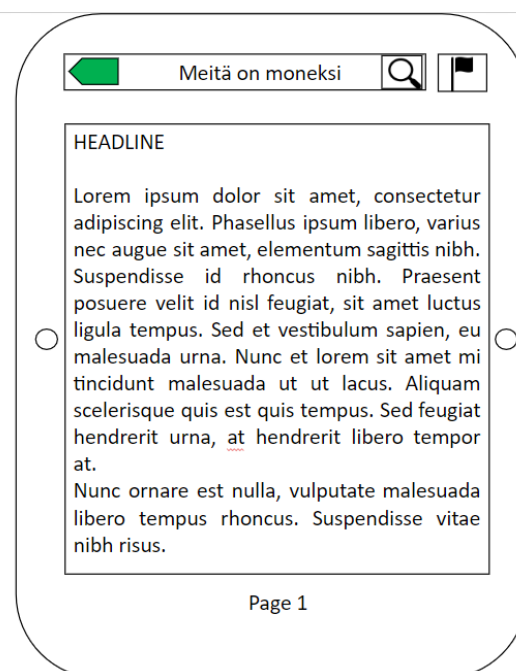 Meitä on moneksi
HEADLINE
Lorem ipsum dolor sit amet, consectetur
adipiscing elit. Phasellus ipsum libero, varius
nec augue sit amet, elementum sagittis nibh.
Suspendisse id rhoncus nibh. Praesent
posuere velit id nisl feugiat, sit amet luctus
ligula tempus. Sed et vestibulum sapien, eu
malesuada urna. Nunc et lorem sit amet mi
tincidunt malesuada ut ut lacus. Aliquam
scelerisque quis est quis tempus. Sed feugiat
hendrerit urna, at hendrerit libero tempor
at.
Nunc ornare est nulla, vulputate malesuada
libero tempus rhoncus. Suspendisse vitae
nibh risus.
Page 1